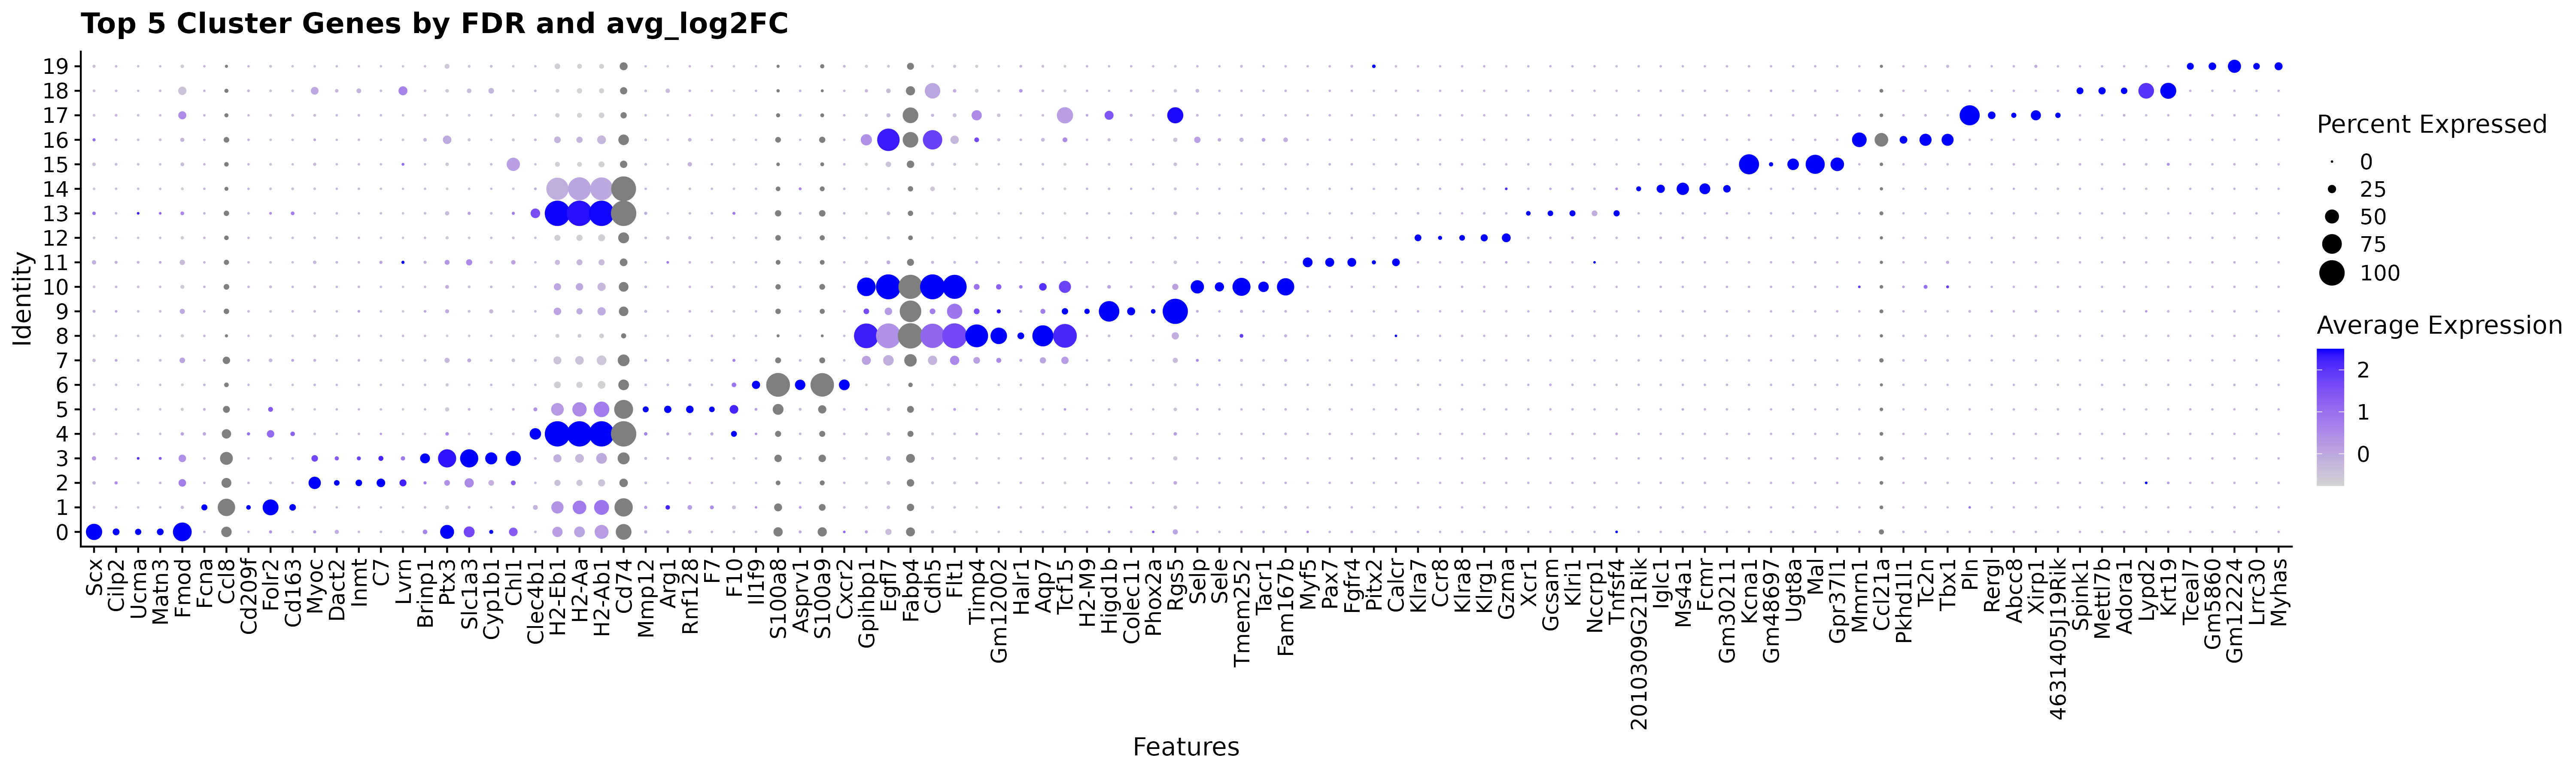 Top 5 Cluster Genes by FDR and avg_log2FC
Identity
19
18
17
16
15
14
13
12
11
10
9
8
7
6
5
4
3
2
1
0
Scx
Cilp2
Ucma
Matn3
Fmod
Fcna
Ccl8
Cd209f
Folr2
Cd163
Myoc
Dact2
Inmt
C7
Lvrn
Brinp1
Ptx3
Slc1a3
Cyp1b1
Chl1
Clec4b1
H2-Eb1
H2-Aa
H2-Ab1
Cd74
Mmp12
Arg1
Rnf128
F7
F10
Il1f9
S100a8
Asprv1
S100a9
Cxcr2
Gpihbp1
Egfl7
Fabp4
Cdh5
Flt1
Timp4
Gm12002
Halr1
Aqp7
Tcf15
H2-M9
Higd1b
Colec11
Phox2a
Rgs5
Selp
Sele
Tmem252
Tacr1
Fam167b
Myf5
Pax7
Fgfr4
Pitx2
Calcr
Klra7
Ccr8
Klra8
Klrg1
Gzma
Xcr1
Gcsam
Klri1
Nccrp1
Tnfsf4
2010309G21Rik
Iglc1
Ms4a1
Fcmr
Gm30211
Kcna1
Gm48697
Ugt8a
Mal
Gpr37l1
Mmrn1
Ccl21a
Pkhd1l1
Tc2n
Tbx1
Pln
Rergl
Abcc8
Xirp1
4631405J19Rik
Spink1
Mettl7b
Adora1
Lypd2
Krt19
Tceal7
Gm5860
Gm12224
Lrrc30
Myhas
Features
Percent Expressed
0
25
50
75
100
Average Expression
2
1
0